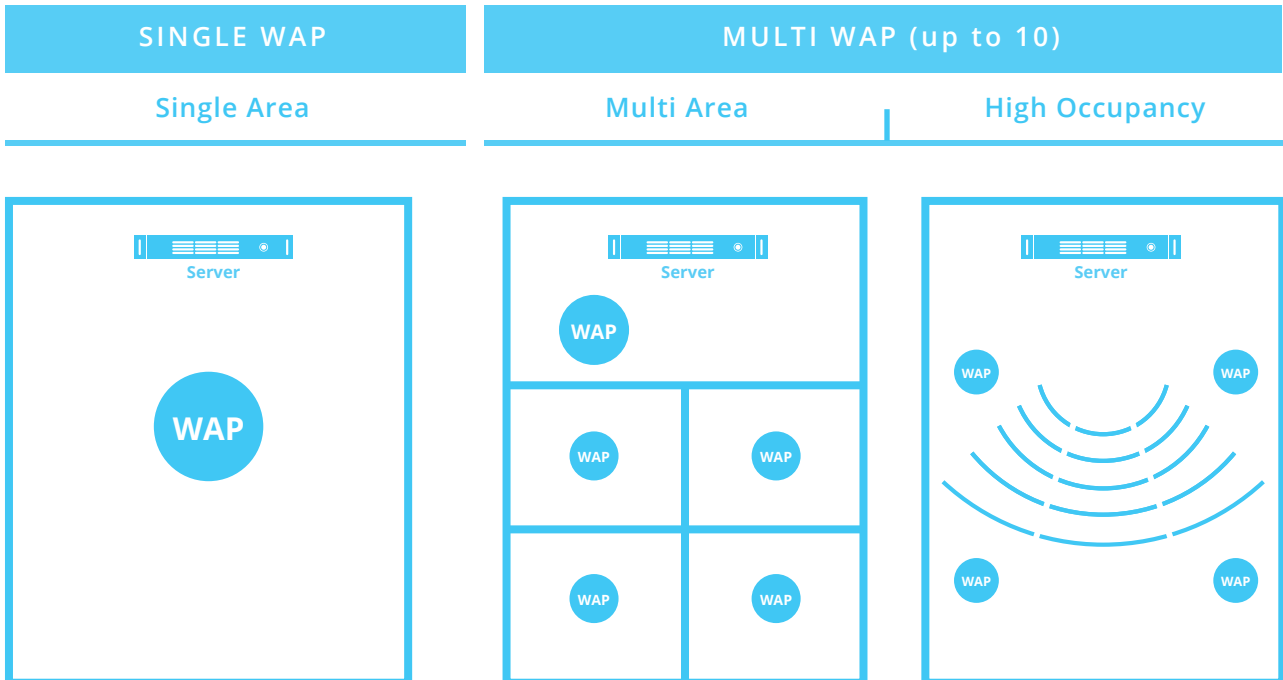 SINGLE WAP
MULTI WAP (up to 10)
Single Area
Multi Area
High Occupancy
Server
WAP
Server
WAP
WAP
WAP
WAP
WAP
Server
WAP
WAP
WAP
WAP